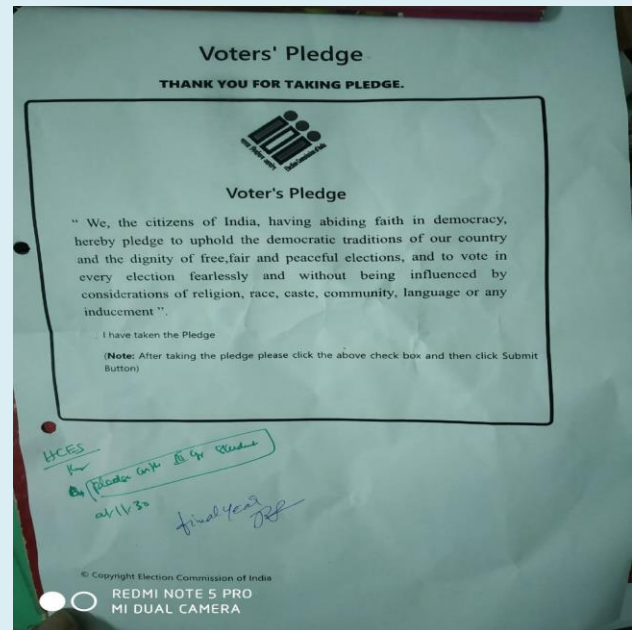 Voters' Pledge
THANK YOU FOR TAKING PLEDGE.
Voter's Pledge
" We, the citizens of India, having abiding faith in democracy,
hereby pledge to uphold the democratic traditions of our country
and the dignity of free,fair and peaceful elections, and to vote in
every election fearlessly and without being influenced by
considerations of religion, race, caste, community, language or any
inducement ".
I have taken the Pledge
(Note: After taking the pledge please click the above check box and then click Submit
Button)
HCES
final year
© Copyright Election Commission of India
REDMI NOTE 5 PRO
MI DUAL CAMERA